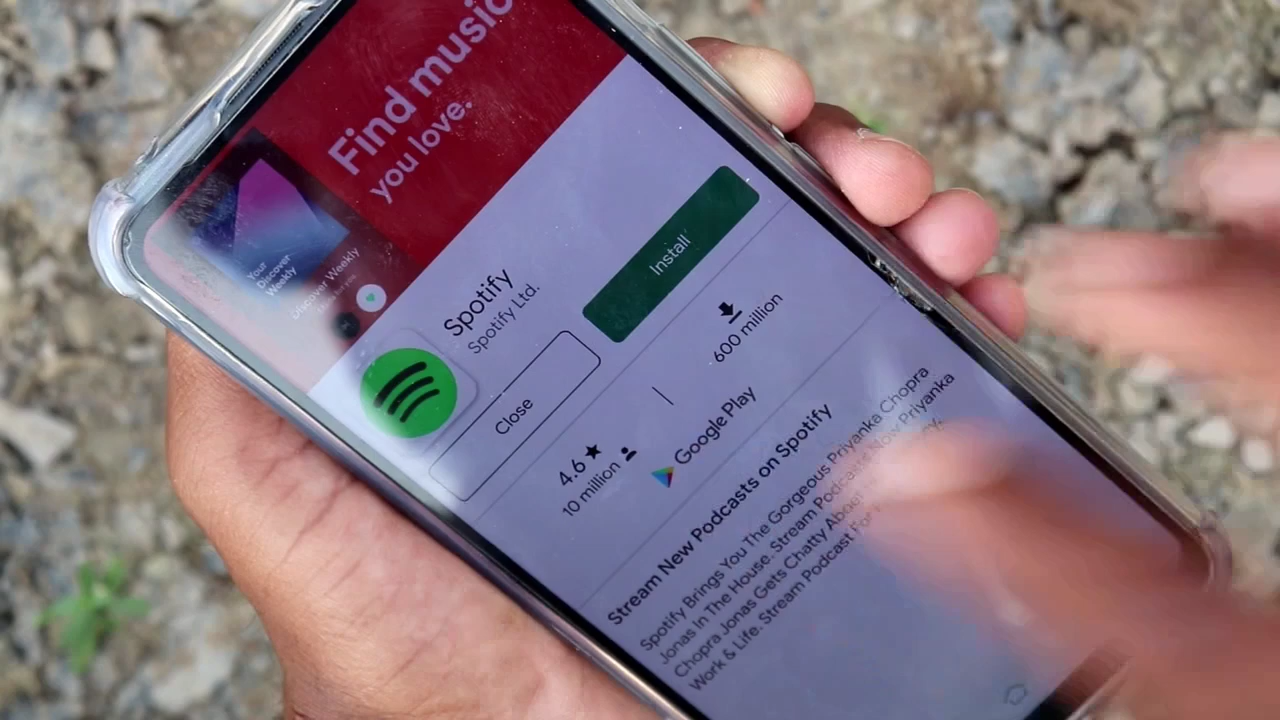 Find music
you love.
Your
Discover
Weekly
Discover Weekly
Spotify
Spotify Ltd.
Install
Close
4.6 ★
10 million
600 million
Google Play
Stream New Podcasts on Spotify
Spotify Brings You The Gorgeous Priyanka Chopra
Jonas In The House. Stream Podcasts Now Priyanka
Chopra Jonas Gets Chatty About
Work & Life. Stream Podcast For